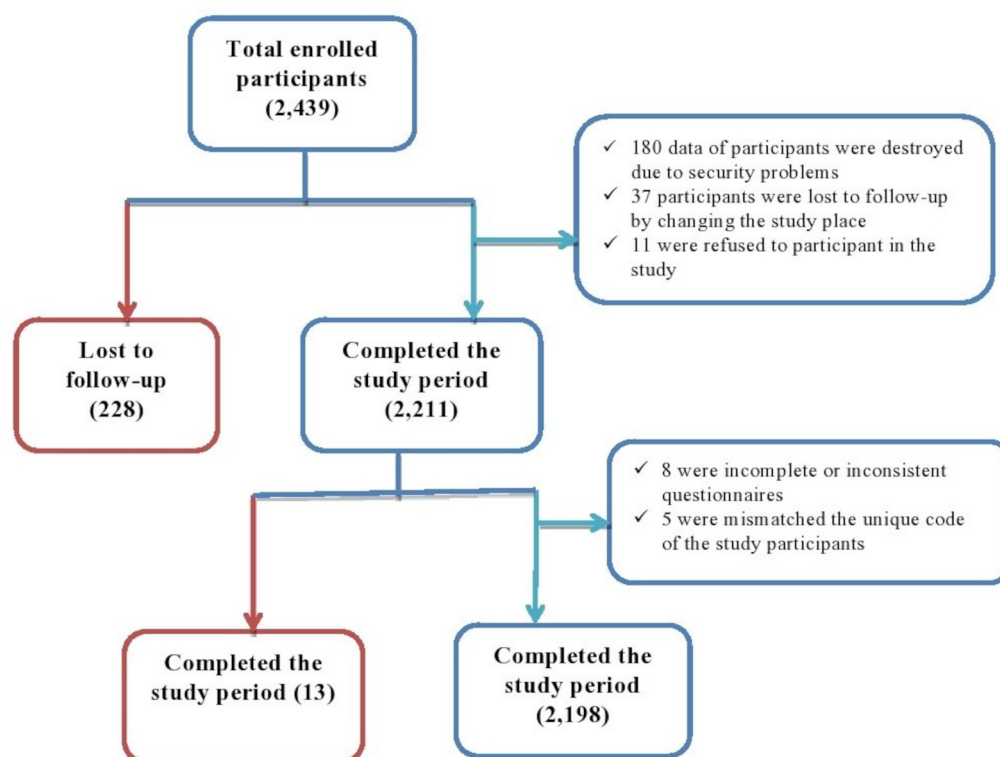 Total enrolled
participants
(2,439)
✓ 180 data of participants were destroyed
due to security problems
✓ 37 participants were lost to follow-up
by changing the study place
✓ 11 were refused to participant in the
study
Lost to
follow-up
(228)
Completed the
study period
(2,211)
✓ 8 were incomplete or inconsistent
questionnaires
✓ 5 were mismatched the unique code
of the study participants
Completed the
study period (13)
Completed the
study period
(2,198)